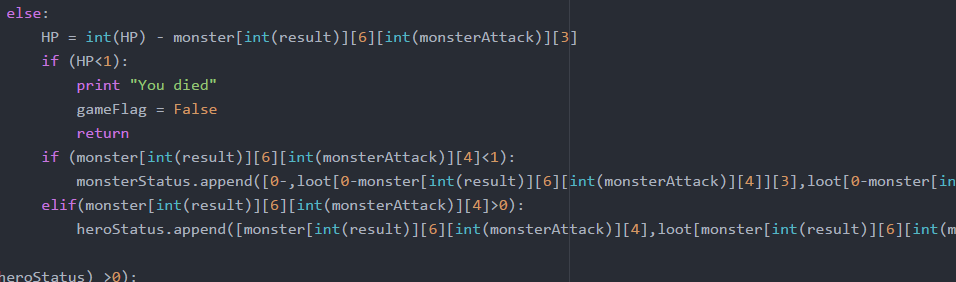 else:
HP = int(HP) - monster[int(result)][6][int(monsterAttack)][3]
if (HP<1):
print "You died"
gameFlag = False
return
if (monster[int(result)][6][int(monsterAttack)][4]<1):
monsterStatus.append([0-,loot[0-monster[int(result)][6][int(monsterAttack)][4]][3],loot[0-monster[in
elif(monster[int(result)][6][int(monsterAttack)][4]>0):
heroStatus.append([monster[int(result)][6][int(monsterAttack)][4],loot[monster[int(result)][6][int(m
heroStatus) >0):